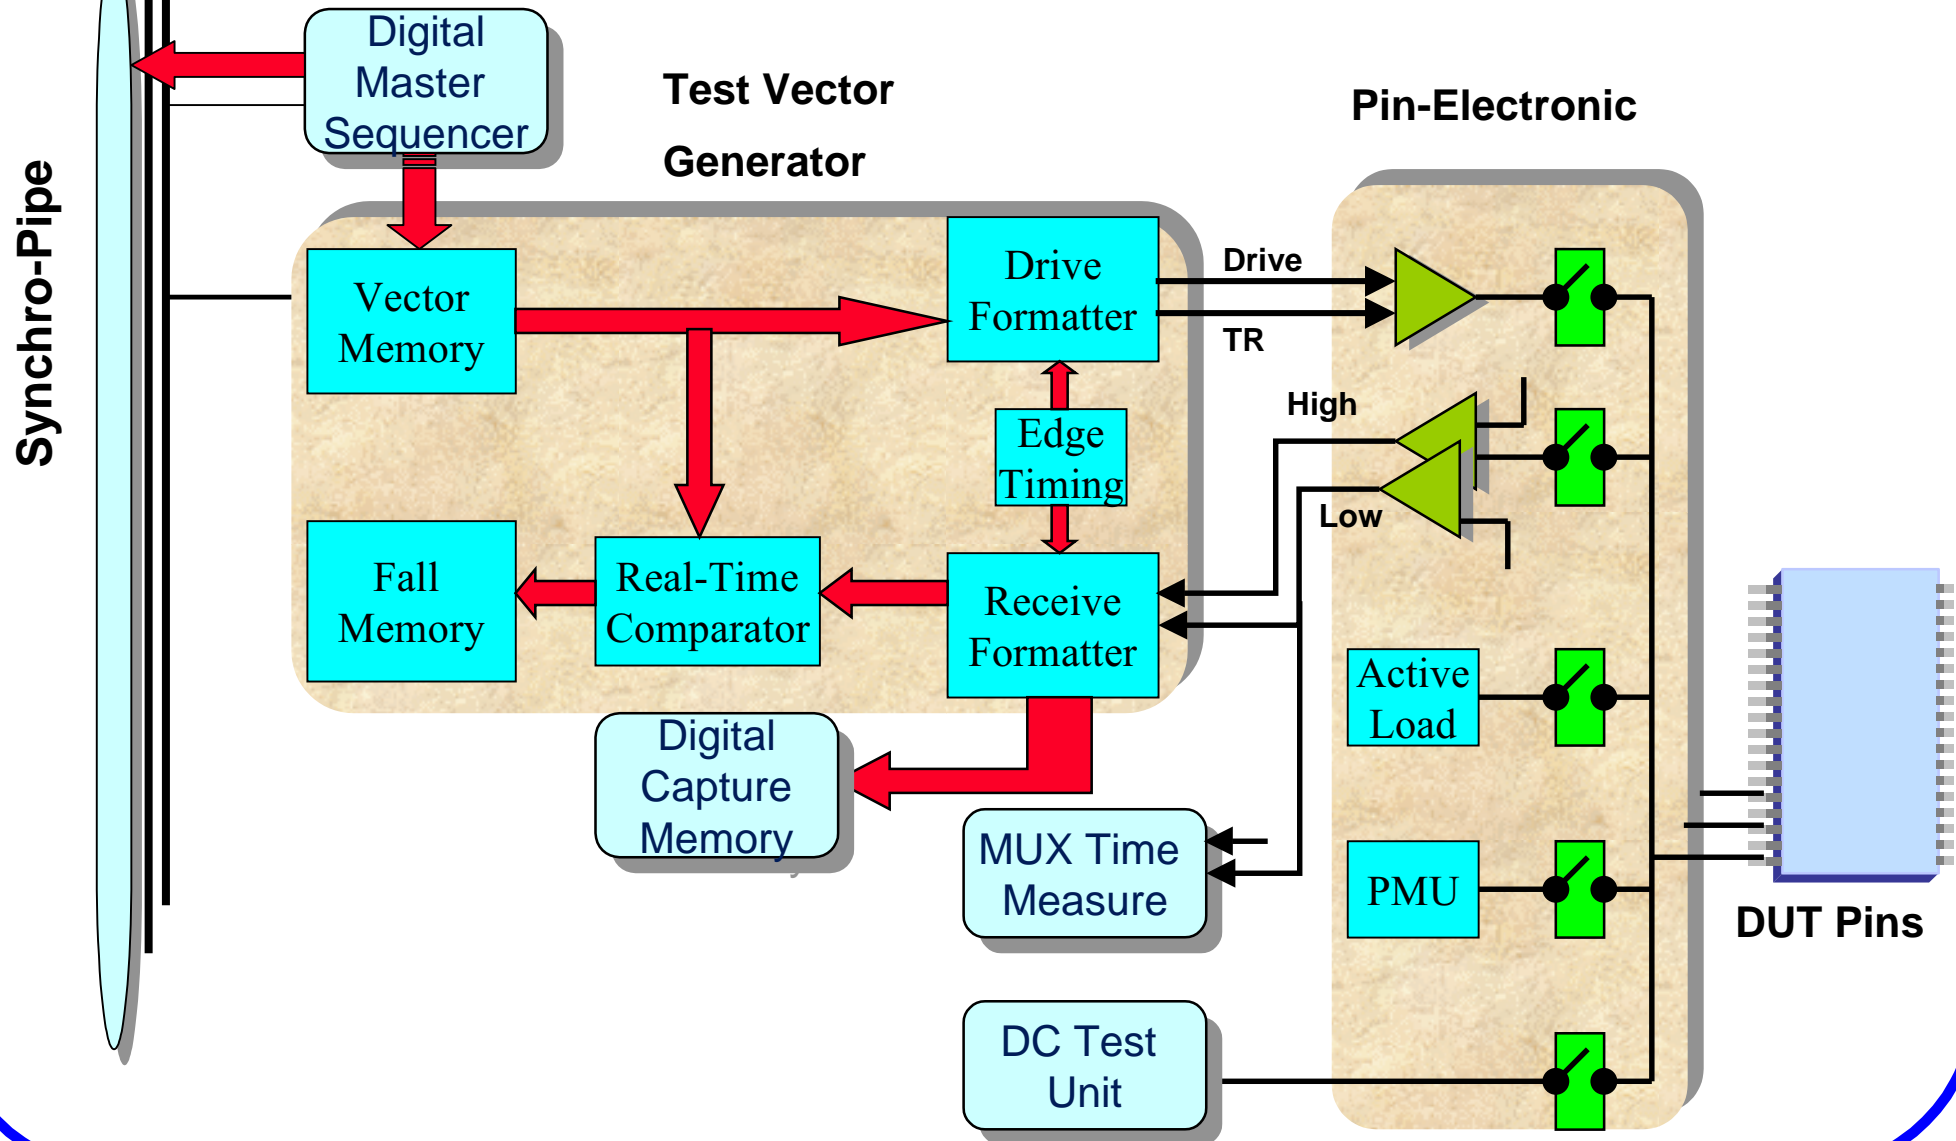 Digital
Master
Sequencer
Test Vector
Generator
Pin-Electronic
Synchro-Pipe
Vector
Memory
Drive
Formatter
Drive
TR
High
Low
Edge
Timing
Fall
Memory
Real-Time
Comparator
Receive
Formatter
Active
Load
Digital
Capture
Memory
MUX Time
Measure
PMU
DUT Pins
DC Test
Unit